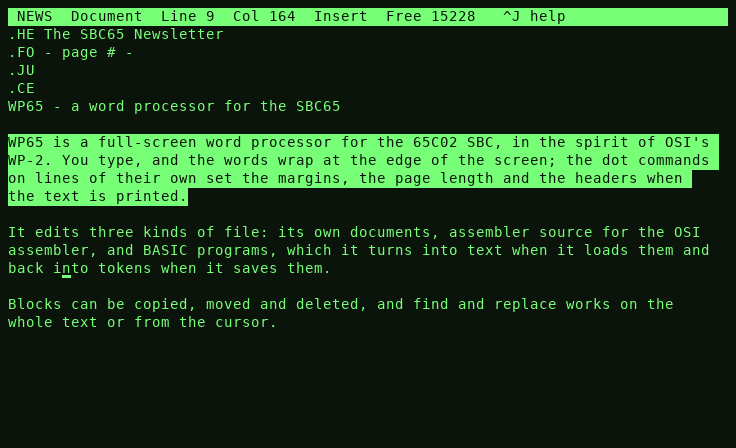 NEWS  Document  Line 9  Col 164  Insert  Free 15228   ^J help
.HE The SBC65 Newsletter
.FO - page # -
.JU
.CE
WP65 - a word processor for the SBC65
WP65 is a full-screen word processor for the 65C02 SBC, in the spirit of OSI's
WP-2. You type, and the words wrap at the edge of the screen; the dot commands
on lines of their own set the margins, the page length and the headers when
the text is printed.
It edits three kinds of file: its own documents, assembler source for the OSI
assembler, and BASIC programs, which it turns into text when it loads them and
back into tokens when it saves them.
Blocks can be copied, moved and deleted, and find and replace works on the
whole text or from the cursor.